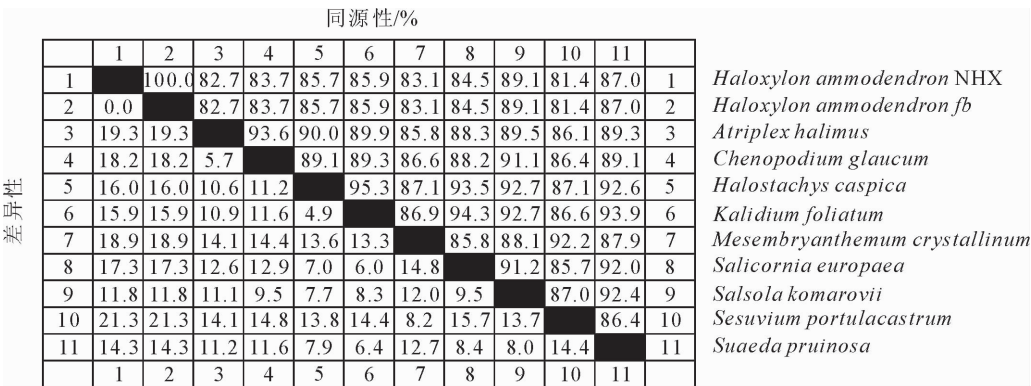 同源性/%
1 2 3 4 5 6 7 8 9 10 11
1 100.0 82.7 83.7 85.7 85.9 83.1 84.5 89.1 81.4 87.0 1 Haloxylon ammodendron NHX
2 0.0 82.7 83.7 85.7 85.9 83.1 84.5 89.1 81.4 87.0 2 Haloxylon ammodendron fb
3 19.3 19.3 93.6 90.0 89.9 85.8 88.3 89.5 86.1 89.3 3 Atriplex halimus
4 18.2 18.2 5.7 89.1 89.3 86.6 88.2 91.1 86.4 89.1 4 Chenopodium glaucum
5 16.0 16.0 10.6 11.2 95.3 87.1 93.5 92.7 87.1 92.6 5 Halostachys caspica
6 15.9 15.9 10.9 11.6 4.9 86.9 94.3 92.7 86.6 93.9 6 Kalidium foliatum
7 18.9 18.9 14.1 14.4 13.6 13.3 85.8 88.1 92.2 87.9 7 Mesembryanthemum crystallinum
8 17.3 17.3 12.6 12.9 7.0 6.0 14.8 91.2 85.7 92.0 8 Salicornia europaea
9 11.8 11.8 11.1 9.5 7.7 8.3 12.0 9.5 87.0 92.4 9 Salsola komarovii
10 21.3 21.3 14.1 14.8 13.8 14.4 8.2 15.7 13.7 86.4 10 Sesuvium portulacastrum
11 14.3 14.3 11.2 11.6 7.9 6.4 12.7 8.4 8.0 14.4 11 Suaeda pruinosa
1 2 3 4 5 6 7 8 9 10 11
差异性